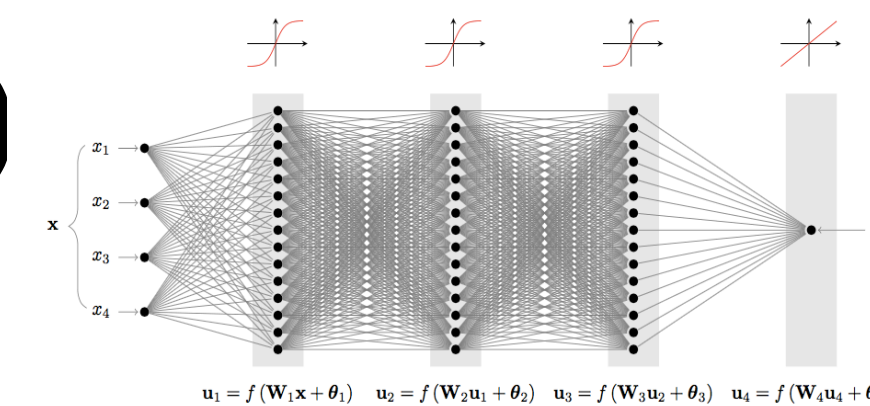 x₁
x₂
x
x₃
x₄
u₁ = f (W₁x + θ₁) u₂ = f (W₂u₁ + θ₂) u₃ = f (W₃u₂ + θ₃) u₄ = f (W₄u₄ + θ